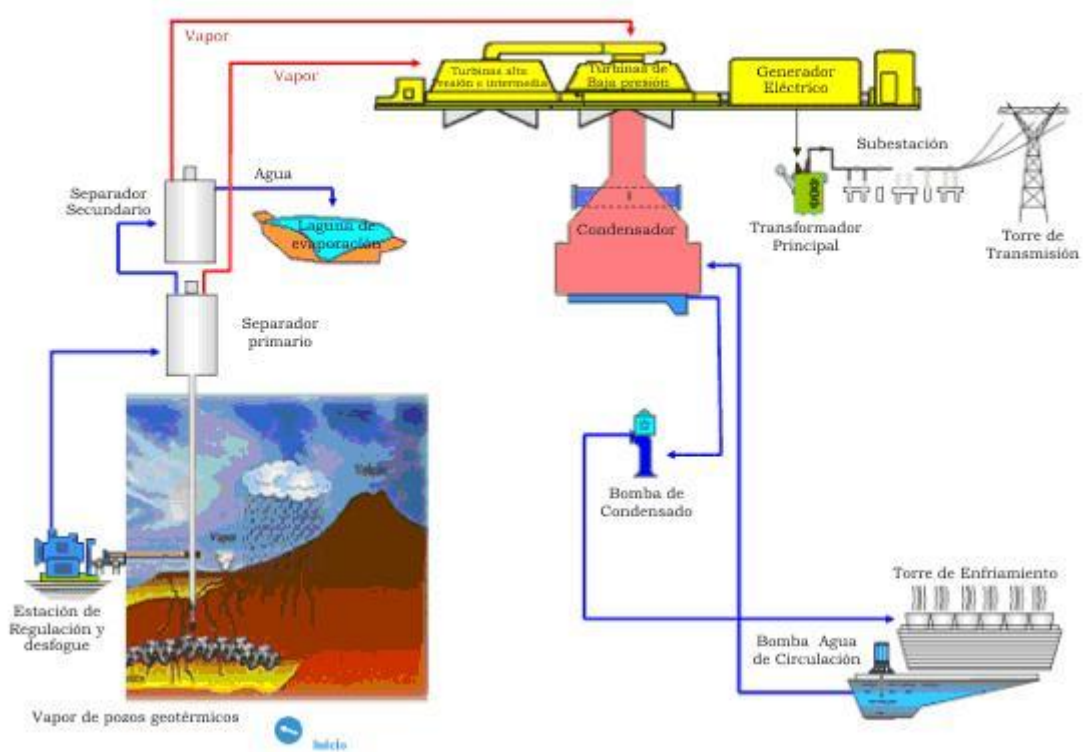 Vapor
Vapor
Turbinas alta
presión e intermedia
Turbinas de
Baja presión
Generador
Eléctrico
Subestación
Agua
Separador
Secundario
Laguna de
evaporación
Condensador
Transformador
Principal
Torre de
Transmisión
Separador
primario
Vapor
Bomba de
Condensado
Torre de Enfriamiento
Estación de
Regulación y
desfogue
Bomba Agua
de Circulación
Vapor de pozos geotérmicos
Inicio